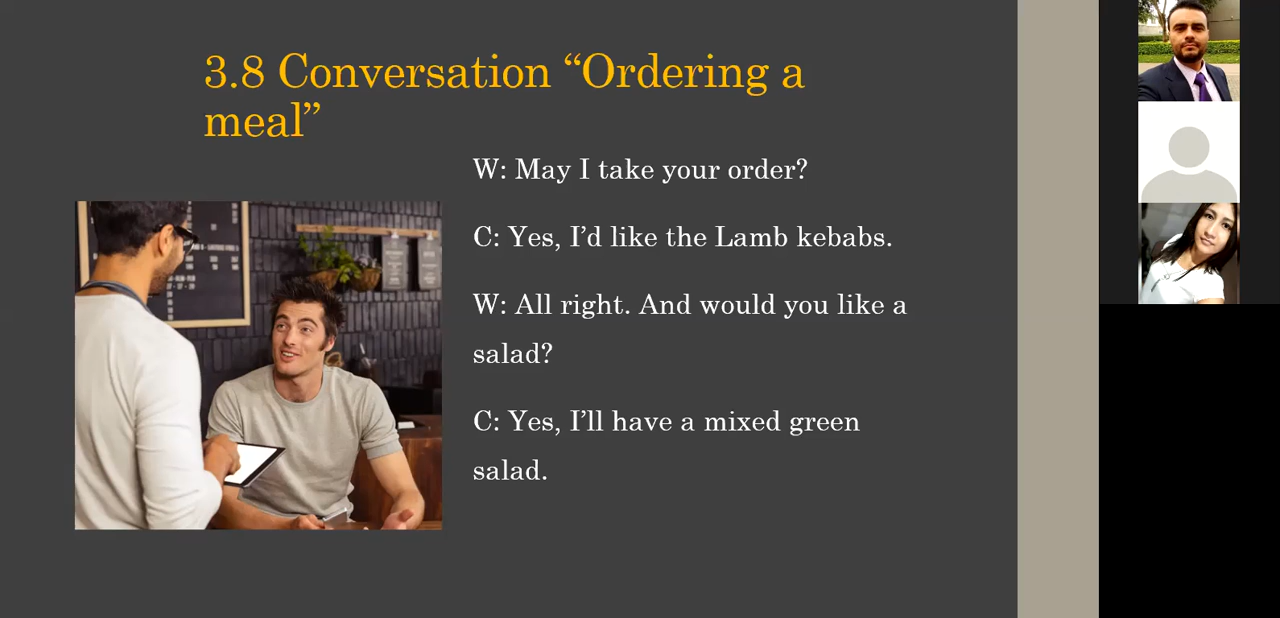 3.8 Conversation “Ordering a
meal”
W: May I take your order?
C: Yes, I’d like the Lamb kebabs.
W: All right. And would you like a
salad?
C: Yes, I’ll have a mixed green
salad.